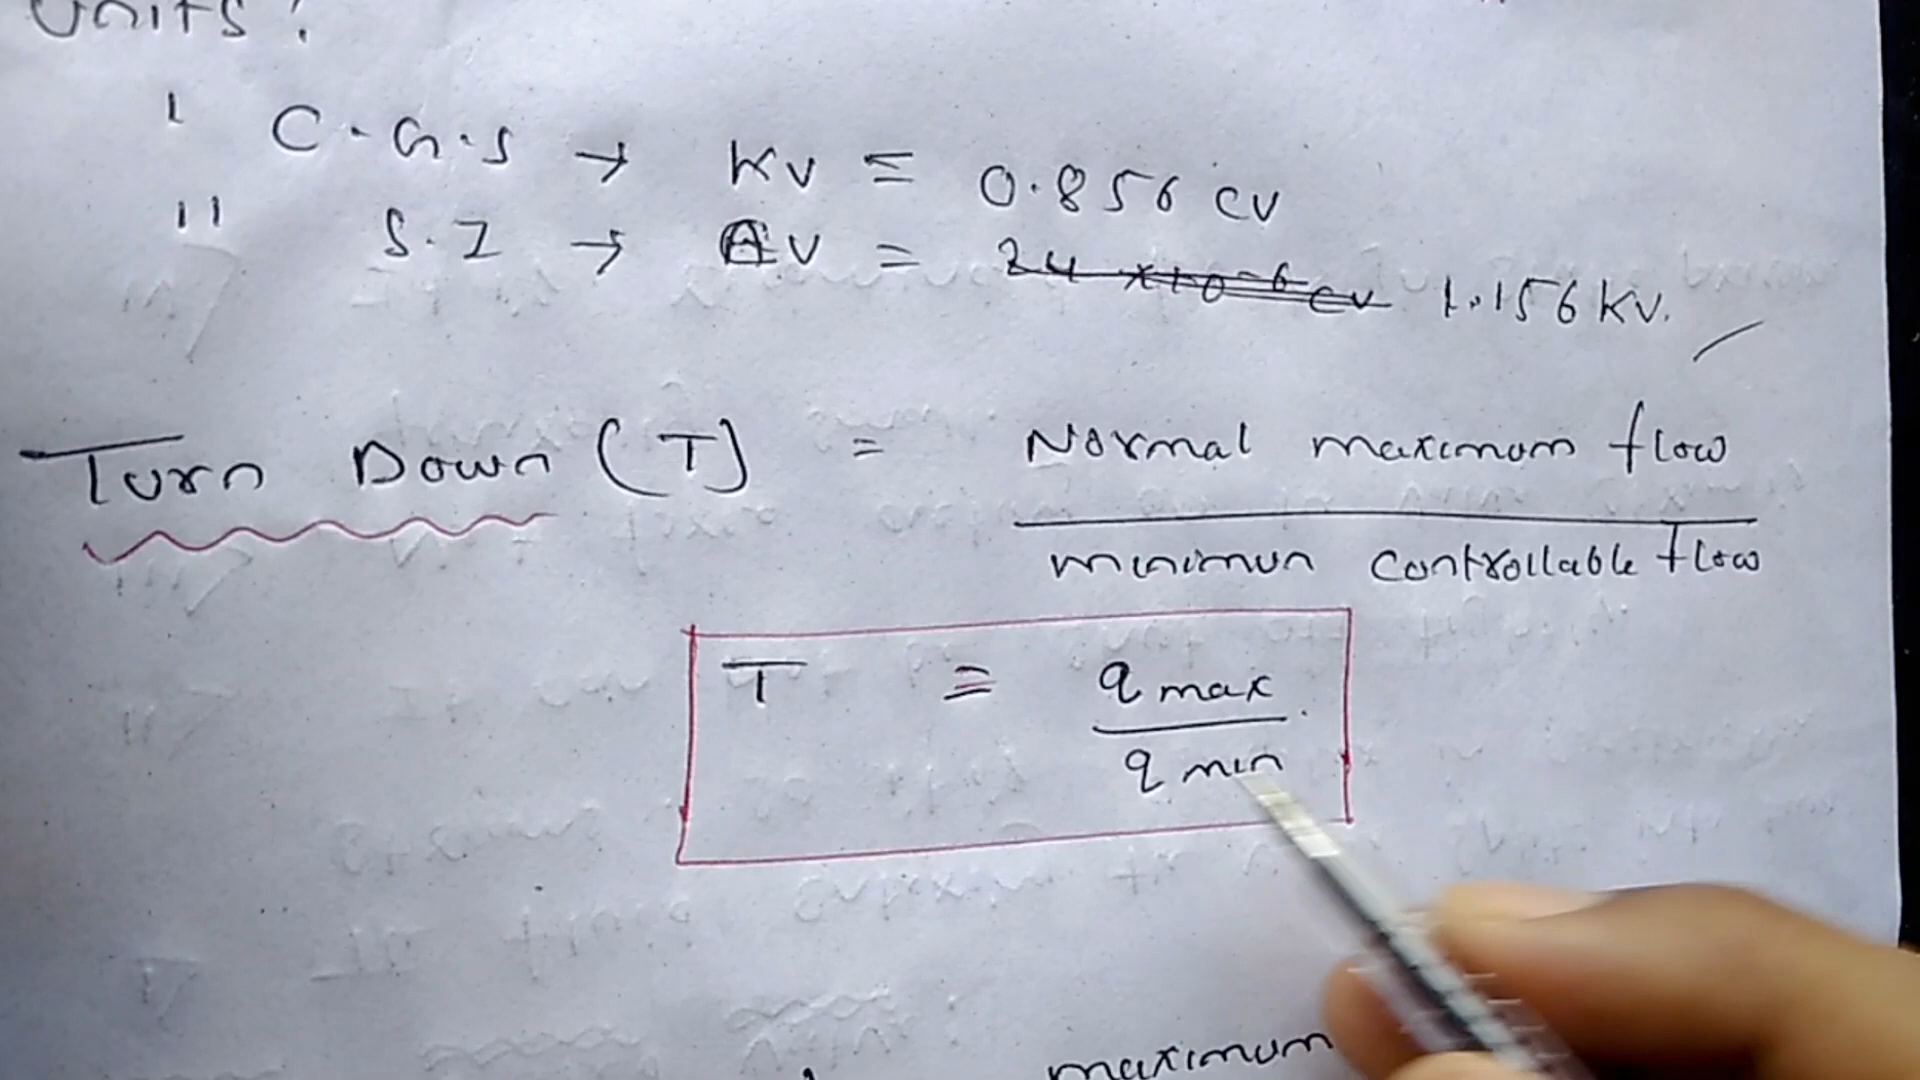 Units :
I C.G.S → Kv = 0.856 Cv
II S.I → Av = 24 x10-6 Cv 1.156 Kv.
Turn Down (T) = Normal maximum flow
minimun controllable flow
T = q max
q min
maximum